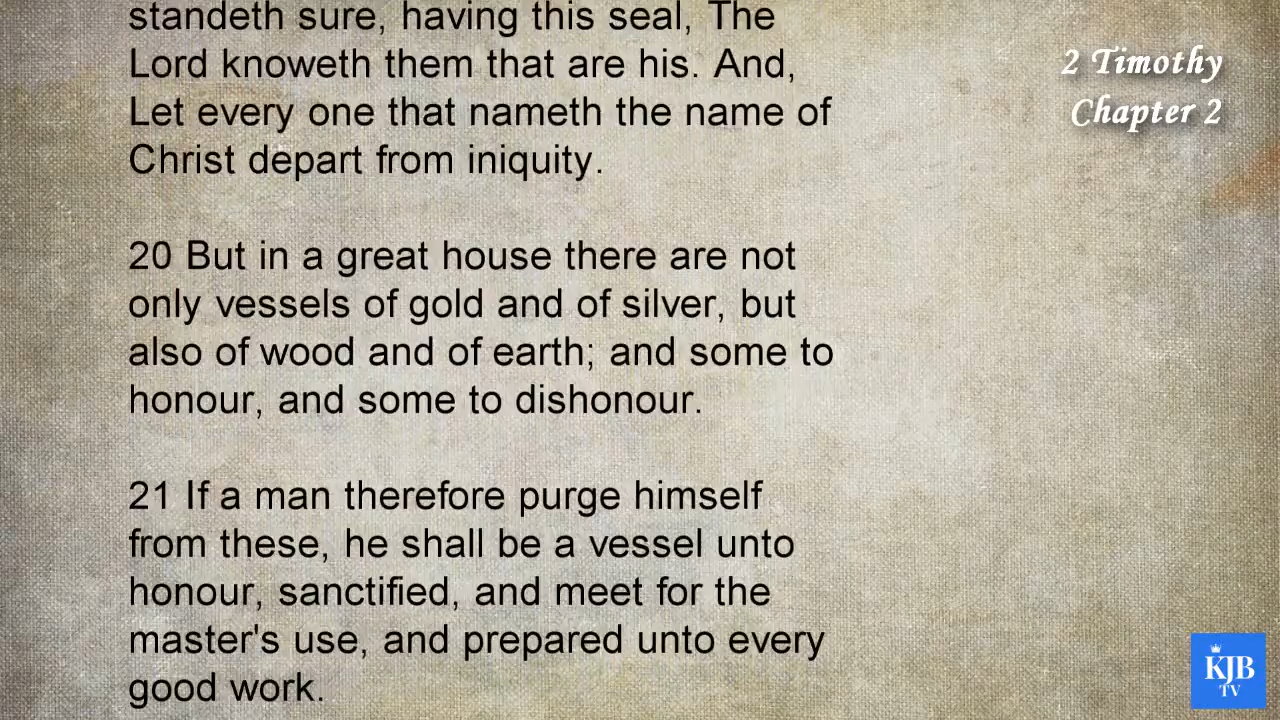 standeth sure, having this seal, The
Lord knoweth them that are his. And,
Let every one that nameth the name of
Christ depart from iniquity.
20 But in a great house there are not
only vessels of gold and of silver, but
also of wood and of earth; and some to
honour, and some to dishonour.
21 If a man therefore purge himself
from these, he shall be a vessel unto
honour, sanctified, and meet for the
master's use, and prepared unto every
good work.
2 Timothy
Chapter 2
KJB
TV